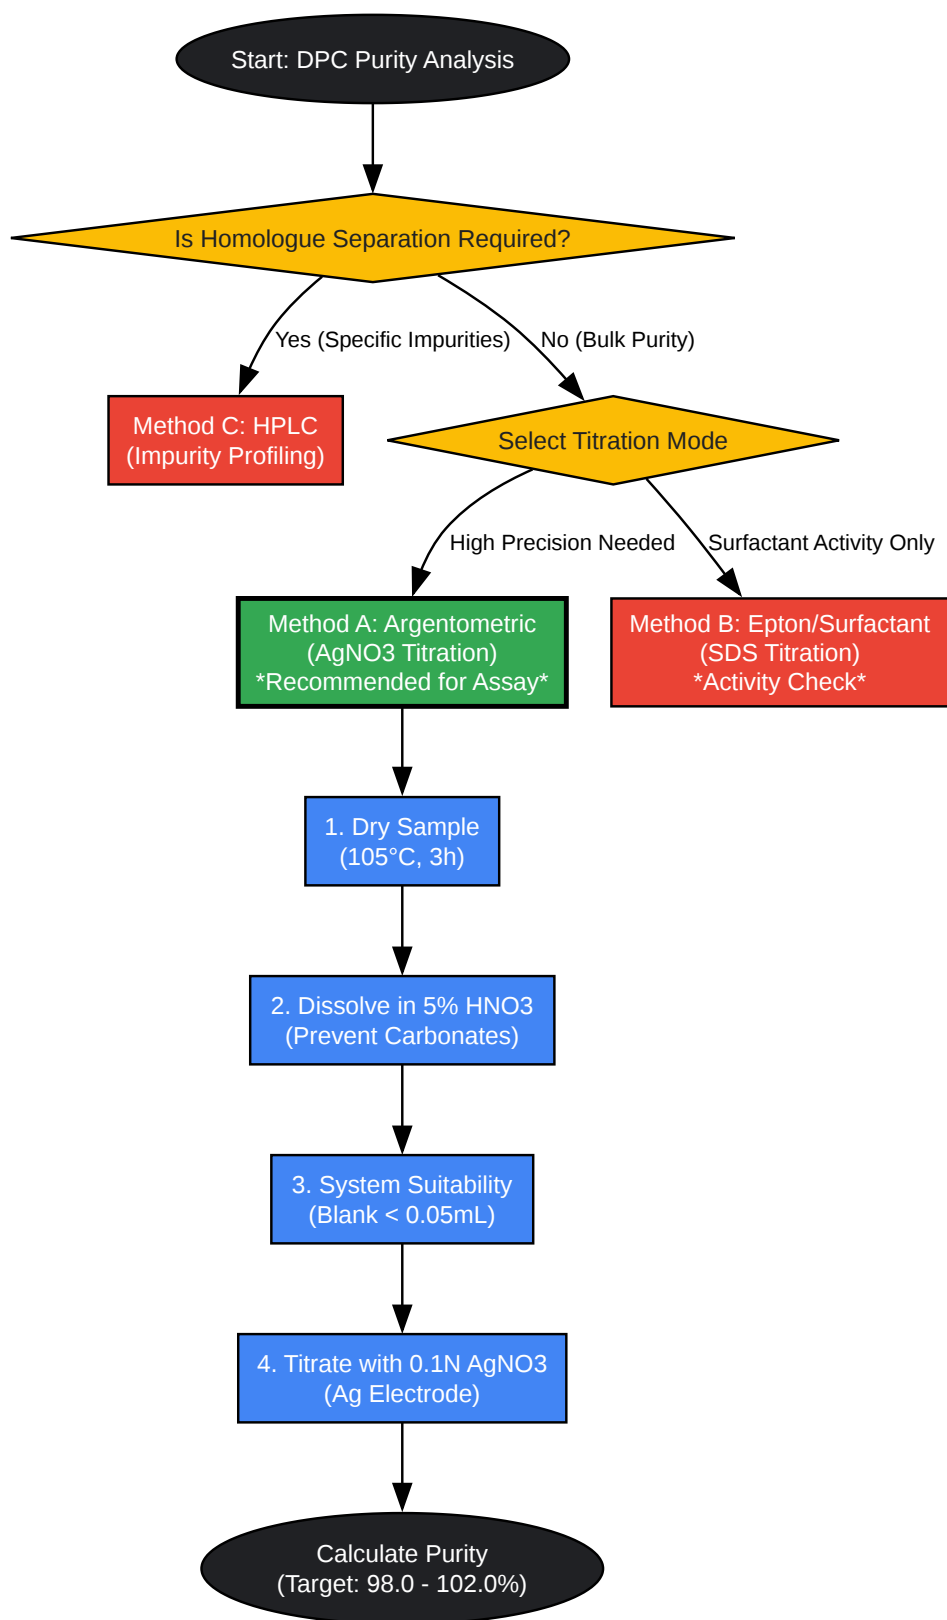 Start: DPC Purity Analysis
Is Homologue Separation Required?
Yes (Specific Impurities)
No (Bulk Purity)
Method C: HPLC
(Impurity Profiling)
Select Titration Mode
High Precision Needed
Surfactant Activity Only
Method A: Argentometric
(AgNO3 Titration)
*Recommended for Assay*
Method B: Epton/Surfactant
(SDS Titration)
*Activity Check*
1. Dry Sample
(105°C, 3h)
2. Dissolve in 5% HNO3
(Prevent Carbonates)
3. System Suitability
(Blank < 0.05mL)
4. Titrate with 0.1N AgNO3
(Ag Electrode)
Calculate Purity
(Target: 98.0 - 102.0%)